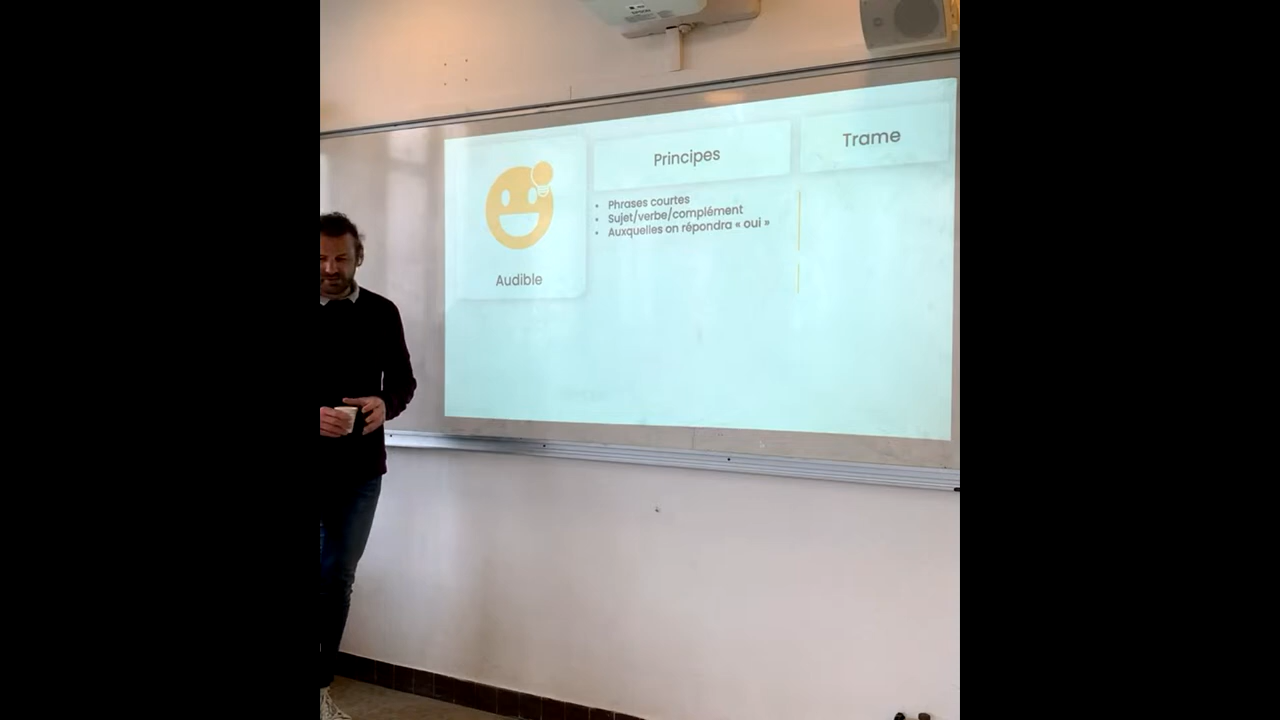 Trame
Principes
• Phrases courtes
• Sujet/verbe/complément
• Auxquelles on répondra « oui »
Audible